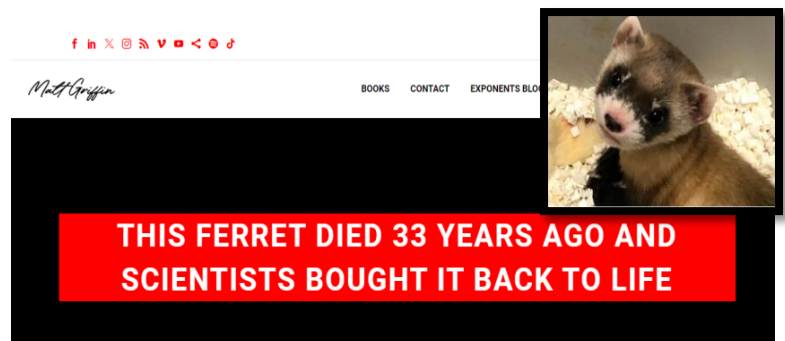 Matt Griffin
BOOKS CONTACT EXPONENTS BLOG
THIS FERRET DIED 33 YEARS AGO AND
SCIENTISTS BOUGHT IT BACK TO LIFE